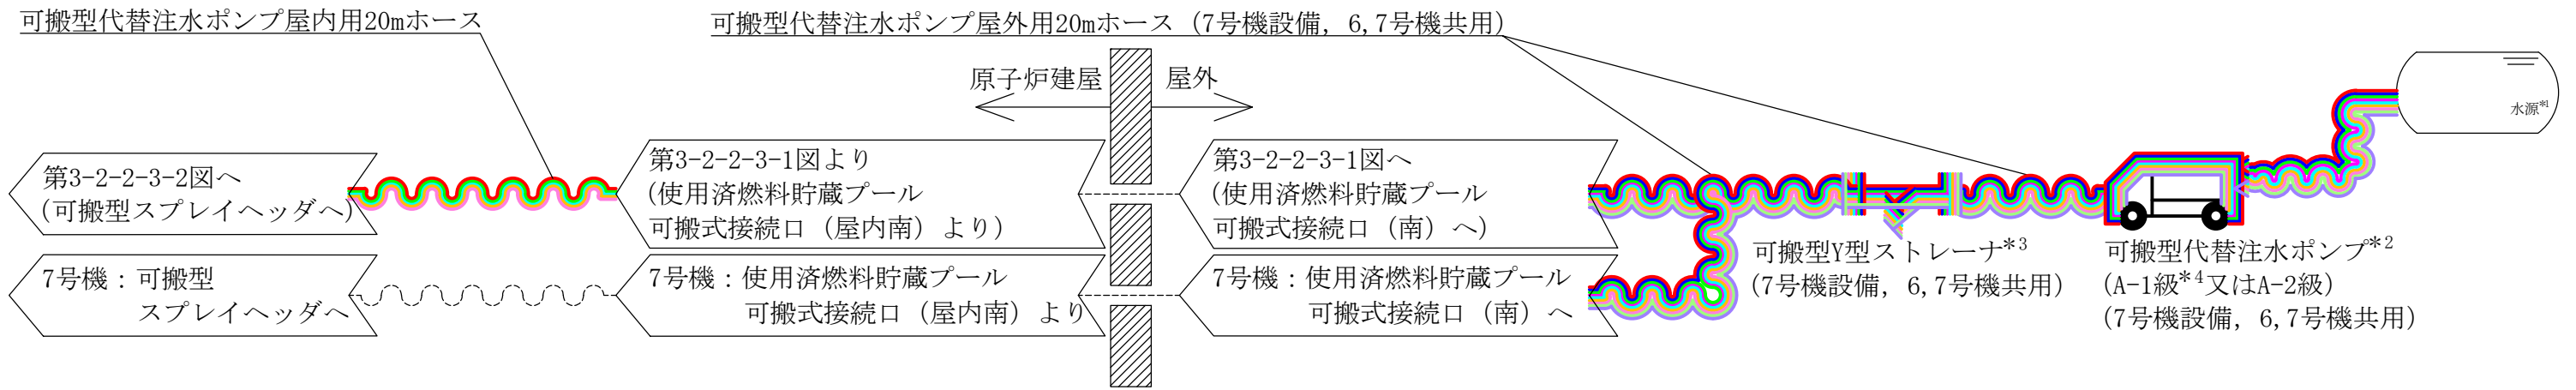 可搬型代替注水ポンプ屋内用20mホース
可搬型代替注水ポンプ屋外用20mホース（7号機設備，6,7号機共用）
原子炉建屋
屋外
水源*1
第3-2-2-3-2図へ
(可搬型スプレイヘッダへ)
第3-2-2-3-1図より
(使用済燃料貯蔵プール
可搬式接続口（屋内南）より）
第3-2-2-3-1図へ
(使用済燃料貯蔵プール
可搬式接続口（南）へ)
可搬型Y型ストレーナ*3
(7号機設備，6,7号機共用）
可搬型代替注水ポンプ*2
(A-1級*4又はA-2級)
(7号機設備，6,7号機共用）
7号機：可搬型
スプレイヘッダへ
7号機：使用済燃料貯蔵プール
可搬式接続口（屋内南）より
7号機：使用済燃料貯蔵プール
可搬式接続口（南）へ